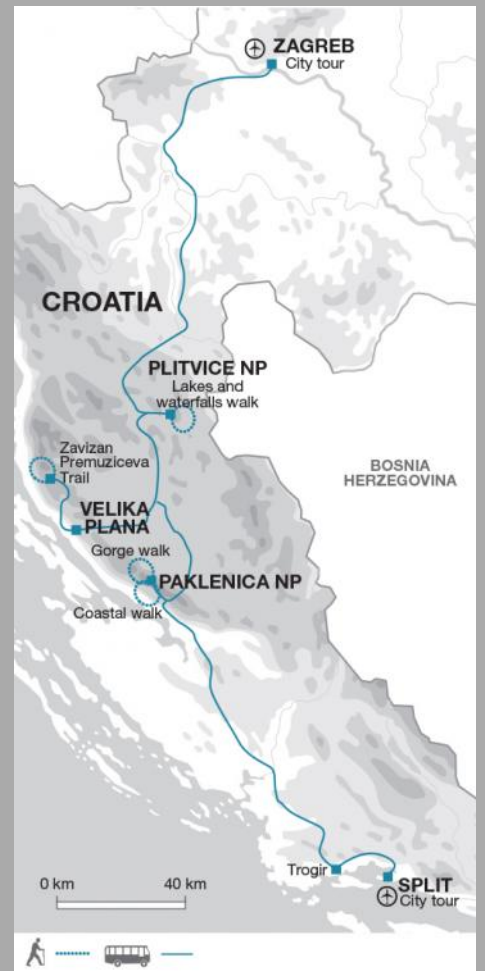 ZAGREB
City tour
CROATIA
PLITVICE NP
Lakes and
waterfalls walk
Zavizan
Premuziceva
Trail
BOSNIA
HERZEGOVINA
VELIKA
PLANA
Gorge walk
PAKLENICA NP
Coastal walk
Trogir
SPLIT
City tour
0 km 40 km